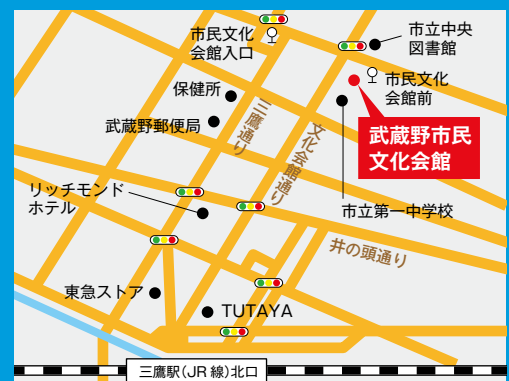 市民文化
会館入口
市立中央
図書館
保健所
市民文化
会館前
武蔵野郵便局
三鷹通り
文化会館通り
武蔵野市民
文化会館
リッチモンド
ホテル
市立第一中学校
井の頭通り
東急ストア
TUTAYA
三鷹駅(JR 線)北口